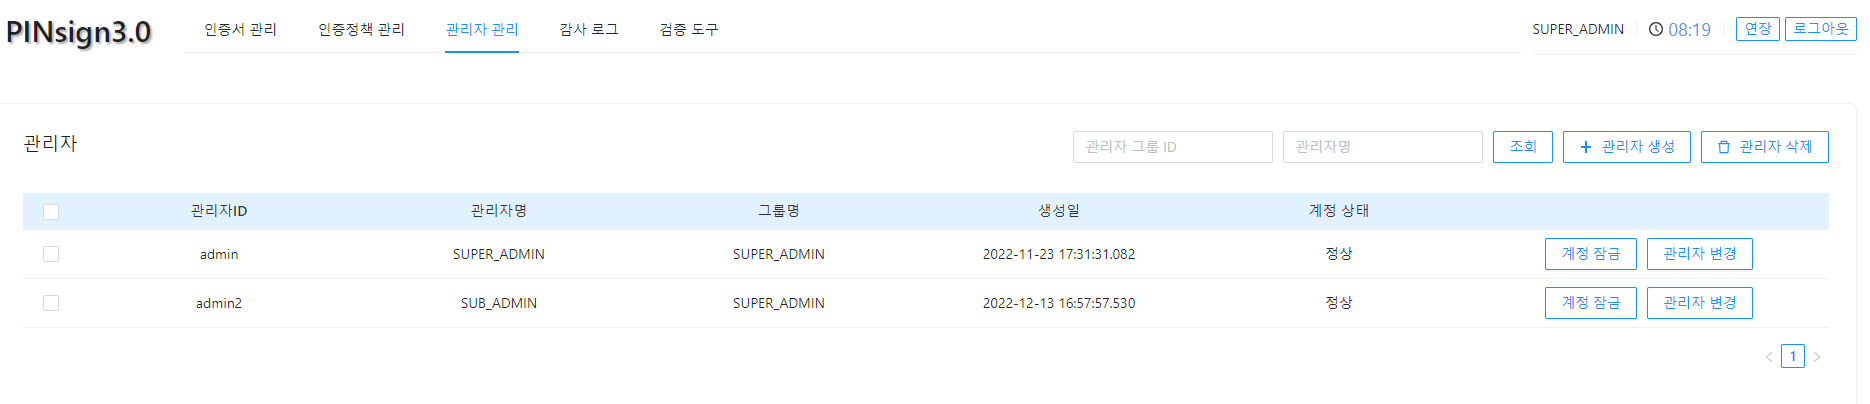 PINsign3.0 인증서 관리 인증정책 관리 관리자 관리 감사 로그 검증 도구 SUPER_ADMIN 08:19 연장 로그아웃
관리자 관리자 그룹 ID 관리자명 조회 + 관리자 생성 관리자 삭제
관리자ID 관리자명 그룹명 생성일 계정 상태
admin SUPER_ADMIN SUPER_ADMIN 2022-11-23 17:31:31.082 정상 계정 잠금 관리자 변경
admin2 SUB_ADMIN SUPER_ADMIN 2022-12-13 16:57:57.530 정상 계정 잠금 관리자 변경
< 1 >